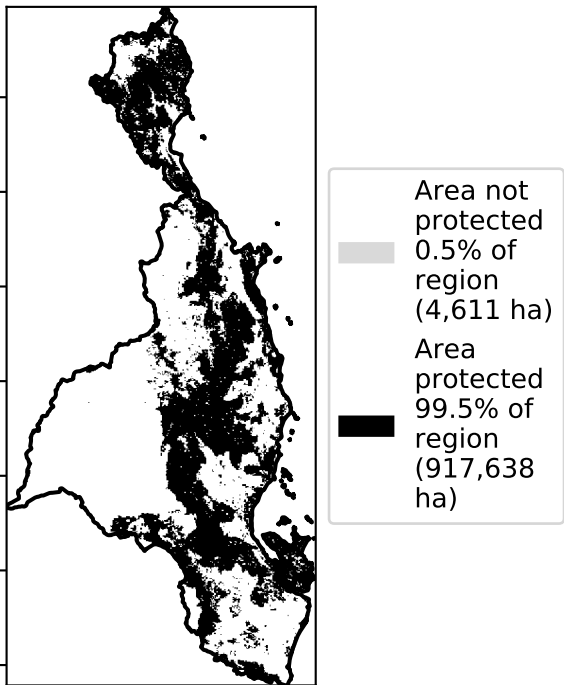 Area not
protected
0.5% of
region
(4,611 ha)
Area
protected
99.5% of
region
(917,638
ha)